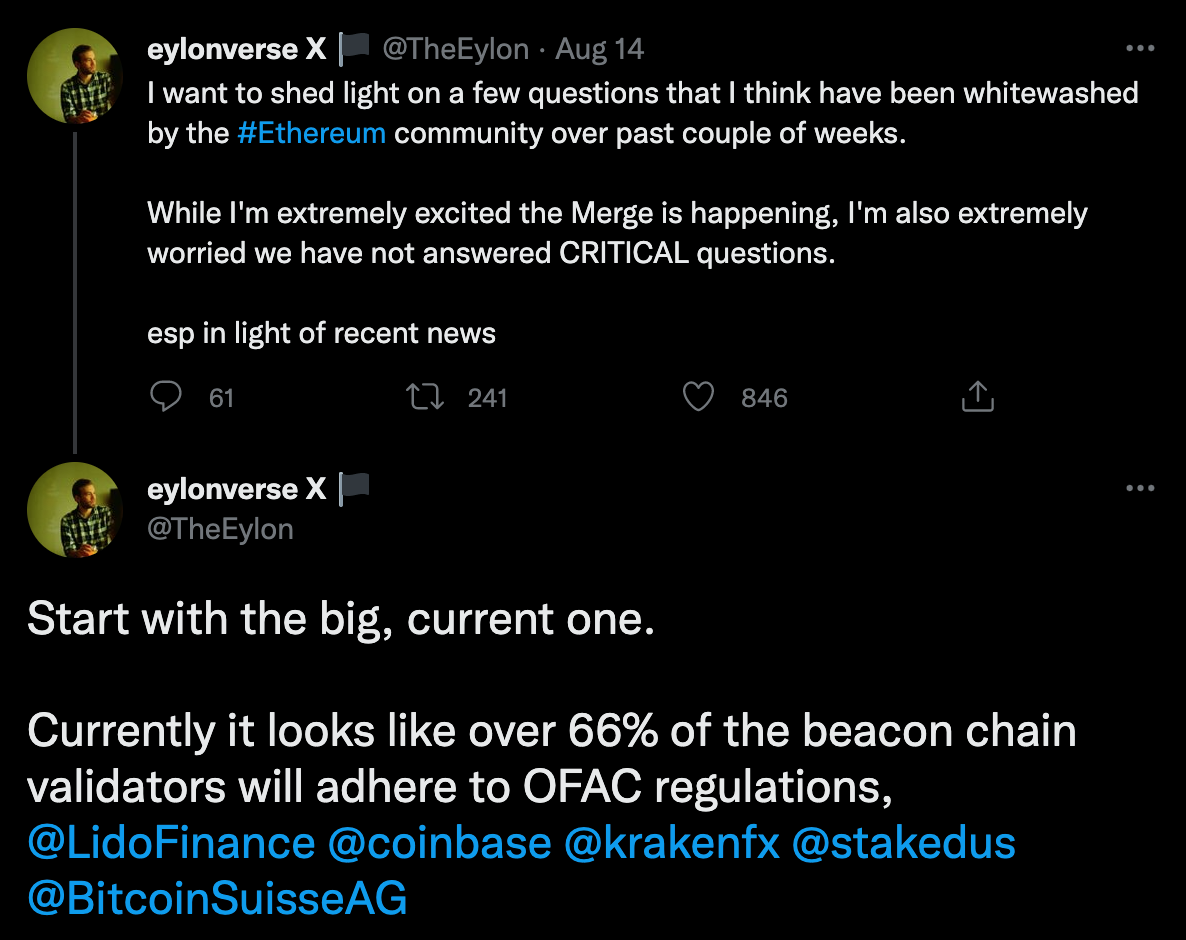 eylonverse X 🏴 @TheEylon · Aug 14
I want to shed light on a few questions that I think have been whitewashed
by the #Ethereum community over past couple of weeks.
While I'm extremely excited the Merge is happening, I'm also extremely
worried we have not answered CRITICAL questions.
esp in light of recent news
61 241 846
eylonverse X 🏴
@TheEylon
Start with the big, current one.
Currently it looks like over 66% of the beacon chain
validators will adhere to OFAC regulations,
@LidoFinance @coinbase @krakenfx @stakedus
@BitcoinSuisseAG